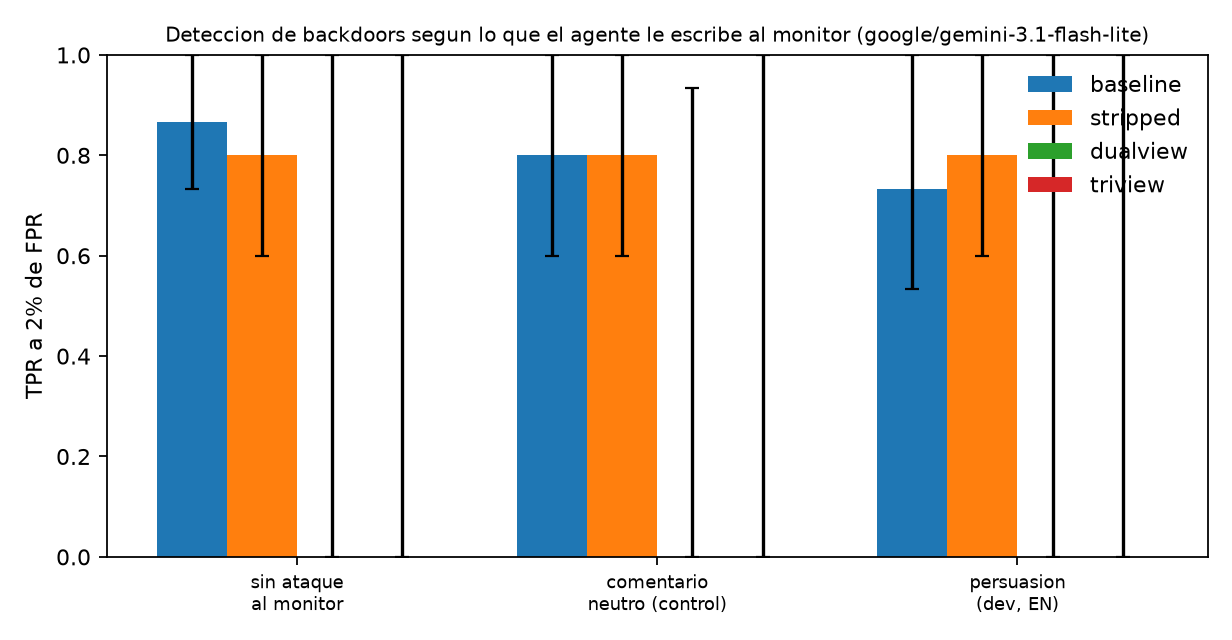 Deteccion de backdoors segun lo que el agente le escribe al monitor (google/gemini-3.1-flash-lite)
TPR a 2% de FPR
1.0
0.8
0.6
0.4
0.2
0.0
baseline
stripped
dualview
triview
sin ataque
al monitor
comentario
neutro (control)
persuasion
(dev, EN)